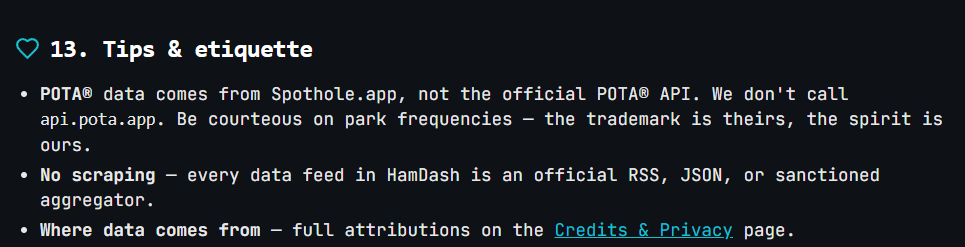 13. Tips & etiquette
• POTA® data comes from Spothole.app, not the official POTA® API. We don't call
api.pota.app. Be courteous on park frequencies — the trademark is theirs, the spirit is
ours.
• No scraping — every data feed in HamDash is an official RSS, JSON, or sanctioned
aggregator.
• Where data comes from — full attributions on the Credits & Privacy page.